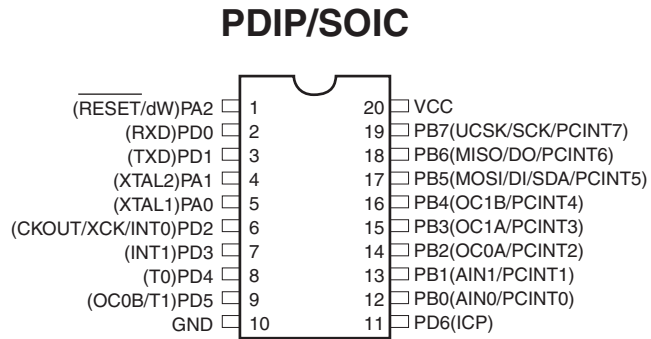 PDIP/SOIC
(RESET/dW)PA2 1 20 VCC
(RXD)PD0 2 19 PB7(UCSK/SCK/PCINT7)
(TXD)PD1 3 18 PB6(MISO/DO/PCINT6)
(XTAL2)PA1 4 17 PB5(MOSI/DI/SDA/PCINT5)
(XTAL1)PA0 5 16 PB4(OC1B/PCINT4)
(CKOUT/XCK/INT0)PD2 6 15 PB3(OC1A/PCINT3)
(INT1)PD3 7 14 PB2(OC0A/PCINT2)
(T0)PD4 8 13 PB1(AIN1/PCINT1)
(OC0B/T1)PD5 9 12 PB0(AIN0/PCINT0)
GND 10 11 PD6(ICP)